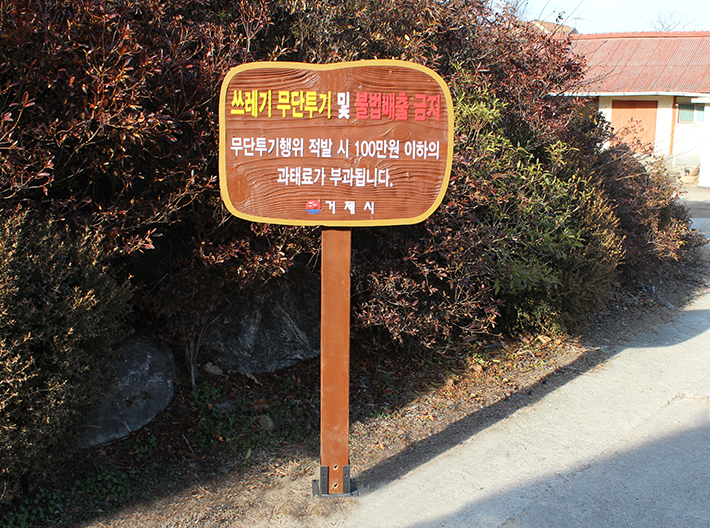 쓰레기 무단투기 및 불법배출 금지
무단투기행위 적발 시 100만원 이하의
과태료가 부과됩니다.
거제시